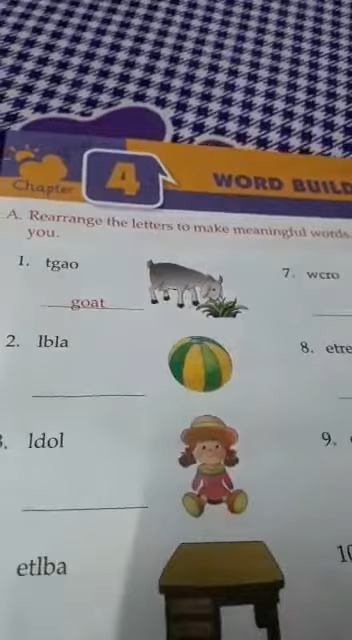 Chapter 4 WORD BUILD
A. Rearrange the letters to make meaningful words.
you.
1. tgao
goat
2. lbla
3. ldol
etlba
7. wcro
8. etre
9.
10